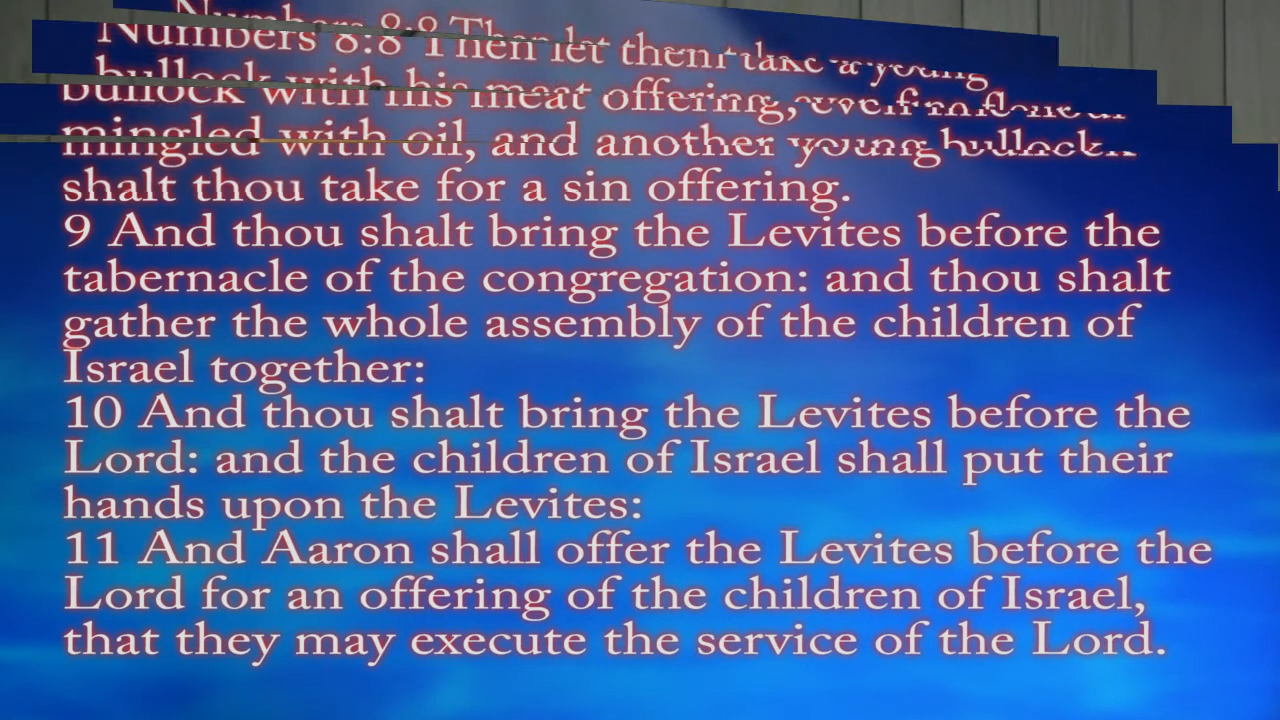 Numbers 8:8 Then let them take a young
bullock with his meat offering, even fine flour
mingled with oil, and another young bullock
shalt thou take for a sin offering.
9 And thou shalt bring the Levites before the
tabernacle of the congregation: and thou shalt
gather the whole assembly of the children of
Israel together:
10 And thou shalt bring the Levites before the
Lord: and the children of Israel shall put their
hands upon the Levites:
11 And Aaron shall offer the Levites before the
Lord for an offering of the children of Israel,
that they may execute the service of the Lord.